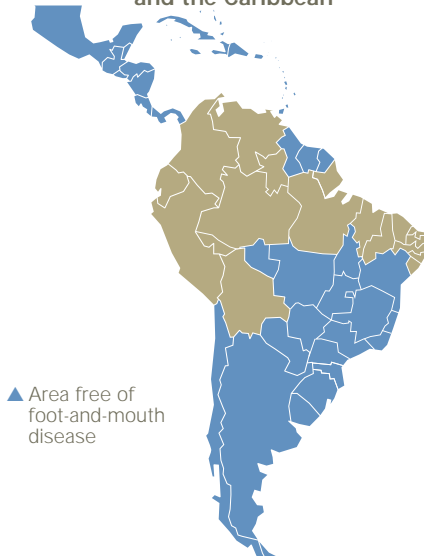 and the Caribbean
Area free of
foot-and-mouth
disease